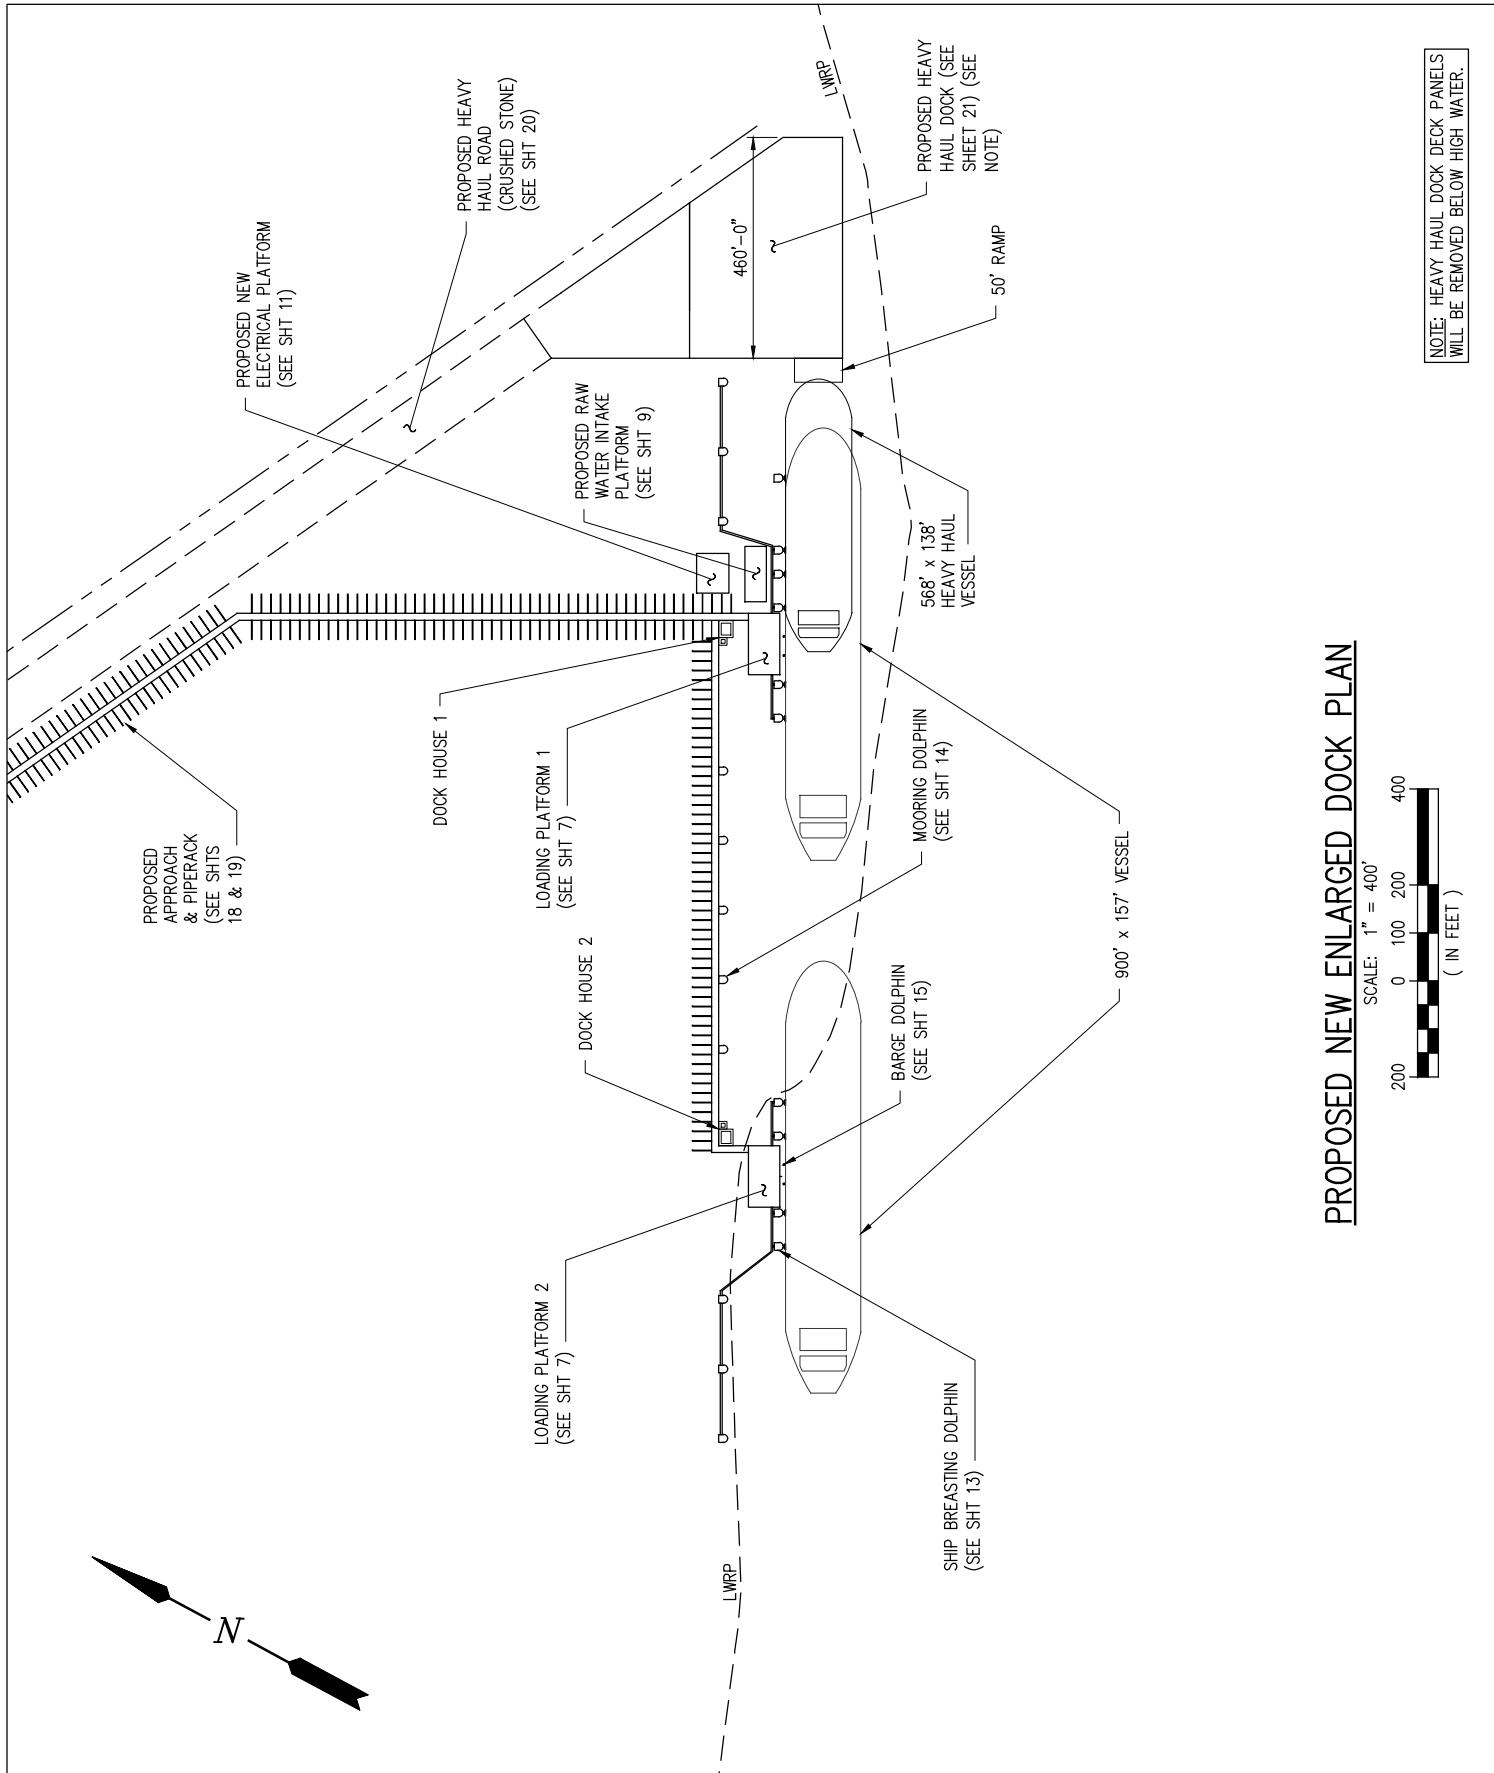 PROPOSED
APPROACH
& PIPERACK
(SEE SHTS
18 & 19)
PROPOSED NEW
ELECTRICAL PLATFORM
(SEE SHT 11)
PROPOSED HEAVY
HAUL ROAD
(CRUSHED STONE)
(SEE SHT 20)
DOCK HOUSE 1
PROPOSED RAW
WATER INTAKE
PLATFORM
(SEE SHT 9)
LOADING PLATFORM 1
(SEE SHT 7)
DOCK HOUSE 2
LOADING PLATFORM 2
(SEE SHT 7)
LWRP
460'-0"
LWRP
PROPOSED HEAVY
HAUL DOCK (SEE
SHEET 21) (SEE
NOTE)
50' RAMP
568' x 138'
HEAVY HAUL
VESSEL
MOORING DOLPHIN
(SEE SHT 14)
BARGE DOLPHIN
(SEE SHT 15)
SHIP BREASTING DOLPHIN
(SEE SHT 13)
900' x 157' VESSEL
N
PROPOSED NEW ENLARGED DOCK PLAN
SCALE: 1" = 400'
200 0 100 200 400
( IN FEET )
NOTE: HEAVY HAUL DOCK DECK PANELS
WILL BE REMOVED BELOW HIGH WATER.